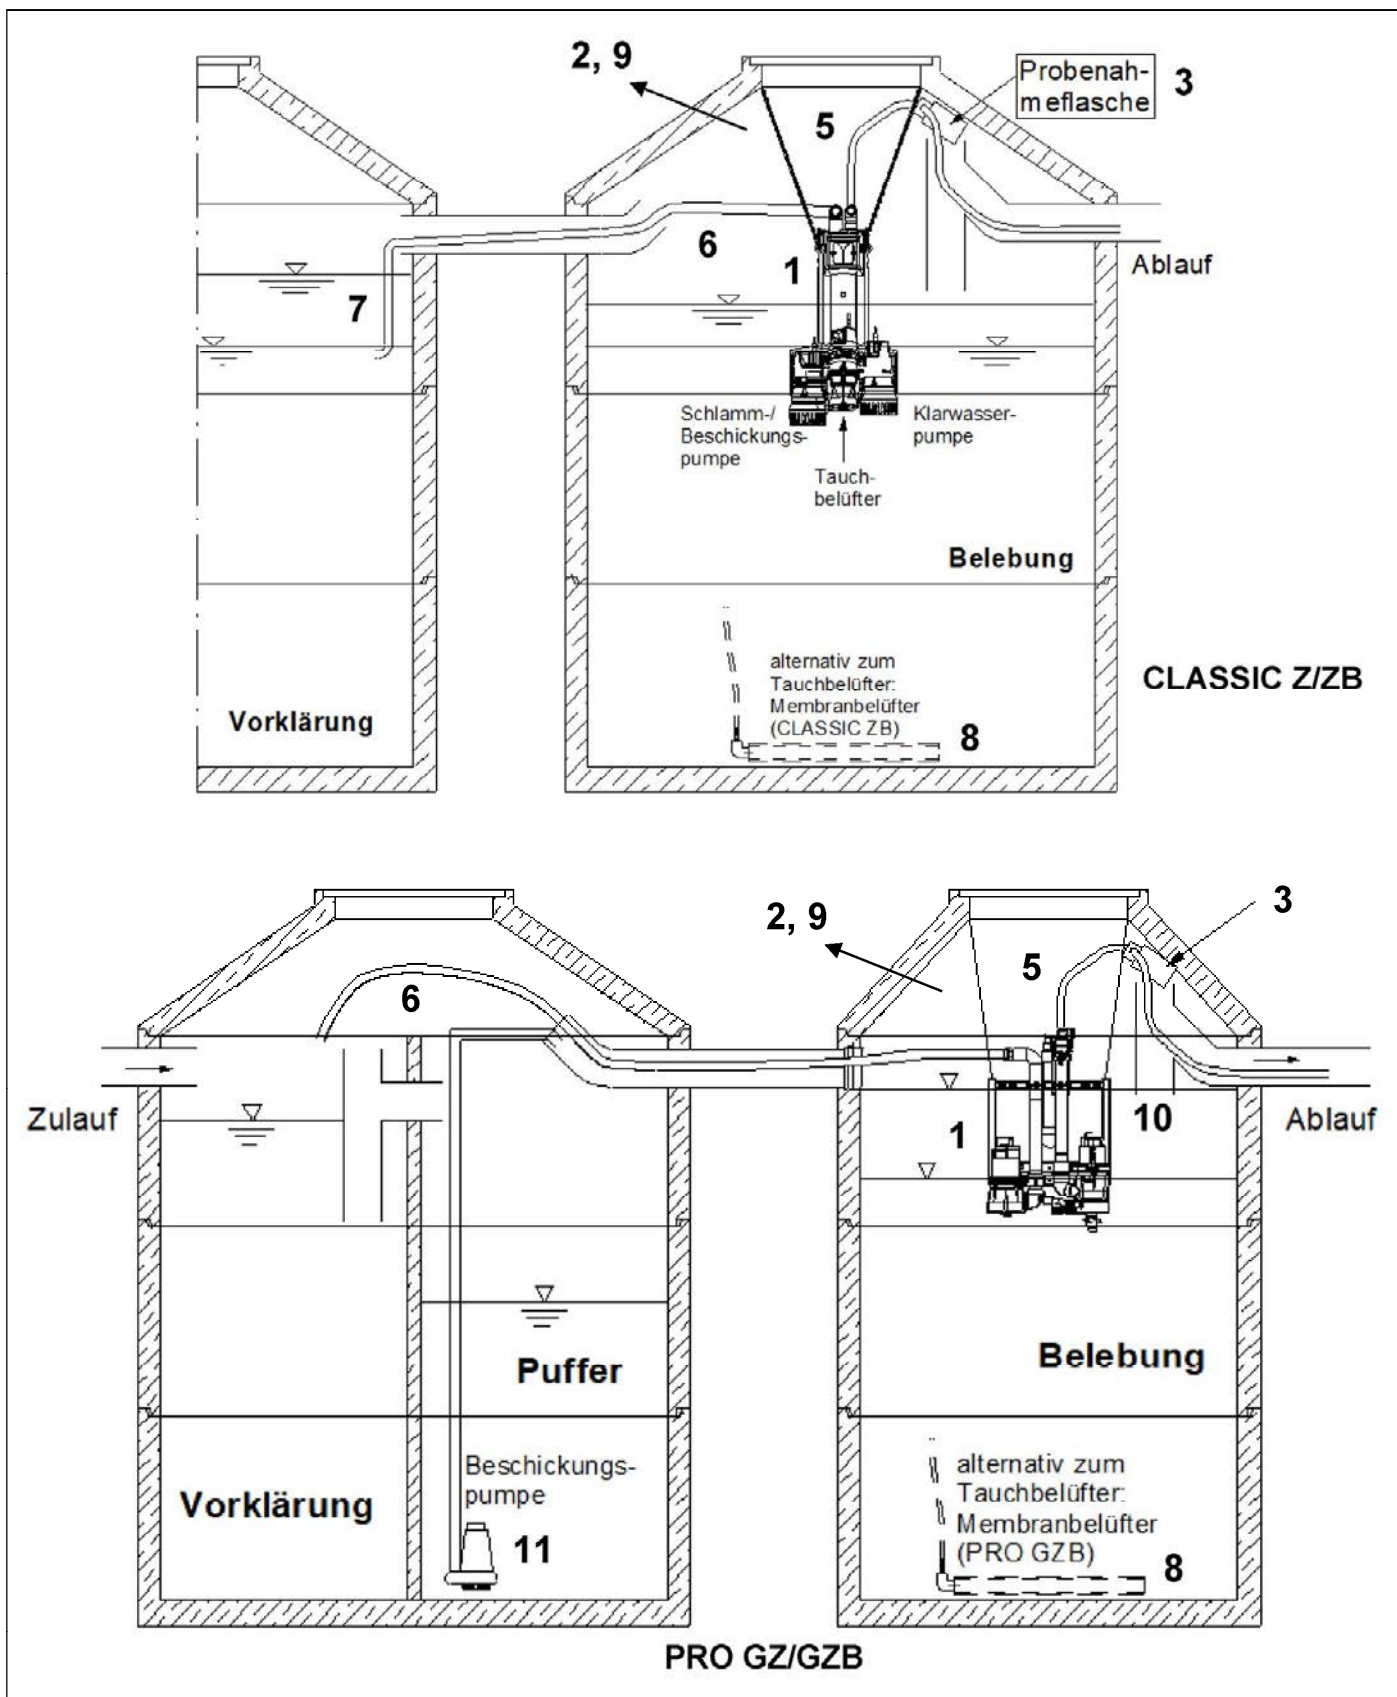 2, 9
Probenah-
meflasche
3
5
6
1
7
Ablauf
Schlamm-/
Beschickungs-
pumpe
Klarwasser-
pumpe
Tauch-
belüfter
Belebung
alternativ zum
Tauchbelüfter:
Membranbelüfter
(CLASSIC ZB)
8
CLASSIC Z/ZB
Vorklärung
2, 9
3
5
6
Zulauf
1
10
Ablauf
Puffer
Belebung
Beschickungs-
pumpe
11
Vorklärung
alternativ zum
Tauchbelüfter:
Membranbelüfter
(PRO GZB)
8
PRO GZ/GZB